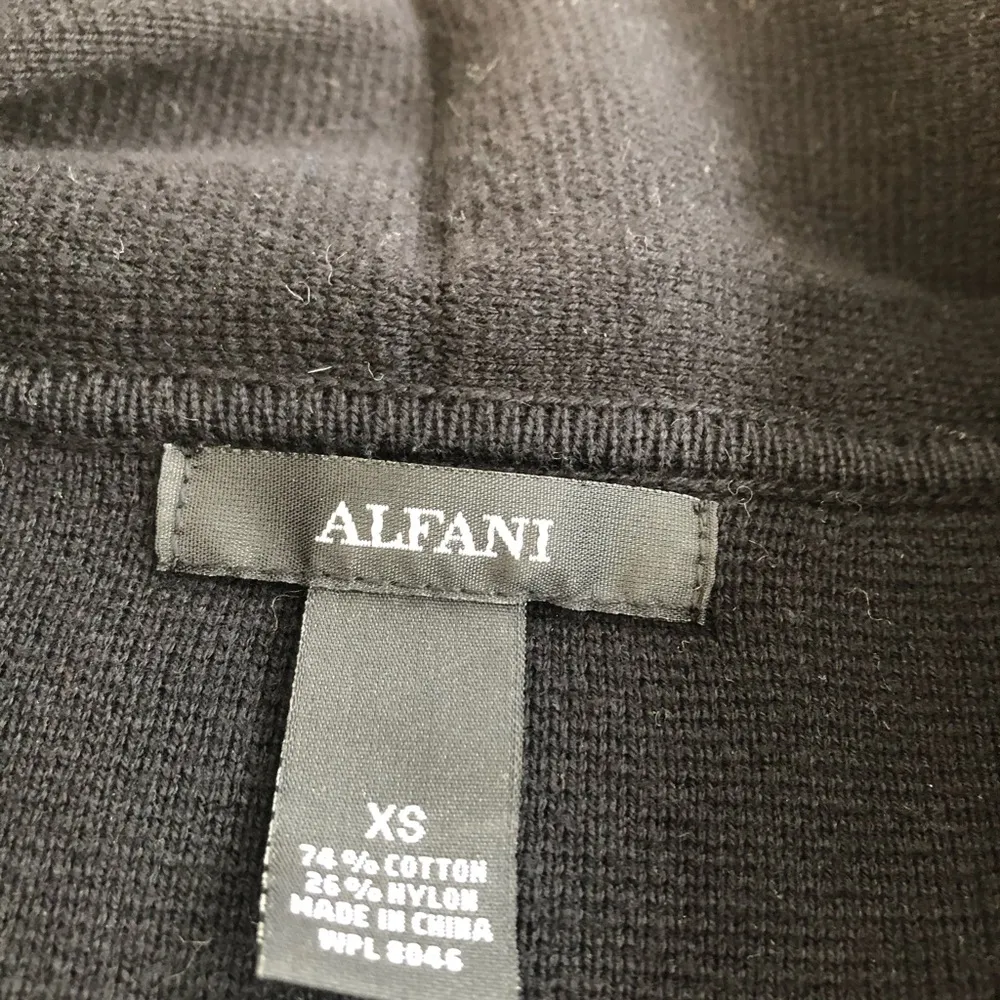 ALFANI
XS
74% COTTON
26% NYLON
MADE IN CHINA
WPL 8046